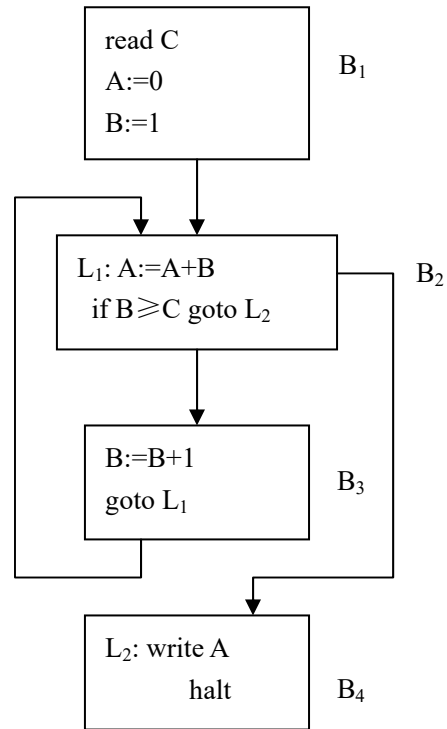 read C
A:=0
B:=1
B₁
L₁: A:=A+B
if B≥C goto L₂
B₂
B:=B+1
goto L₁
B₃
L₂: write A
halt
B₄